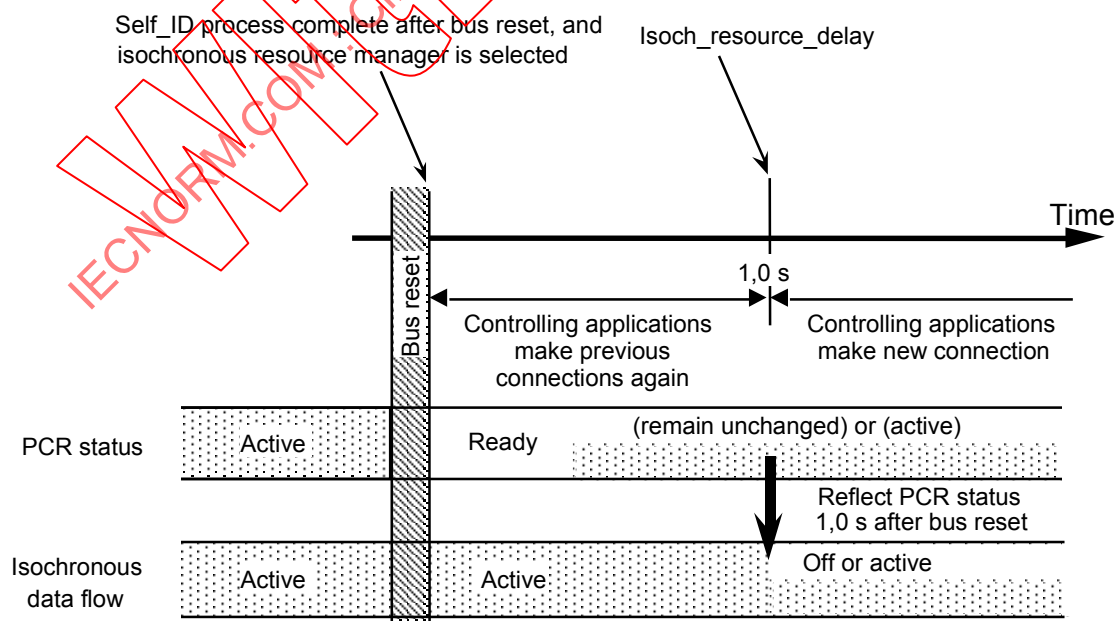 Self_ID process complete after bus reset, and
isochronous resource manager is selected
Isoch_resource_delay
Time
1,0 s
Bus reset
Controlling applications
make previous
connections again
Controlling applications
make new connection
PCR status
Active
Ready
(remain unchanged) or (active)
Reflect PCR status
1,0 s after bus reset
Isochronous
data flow
Active
Active
Off or active